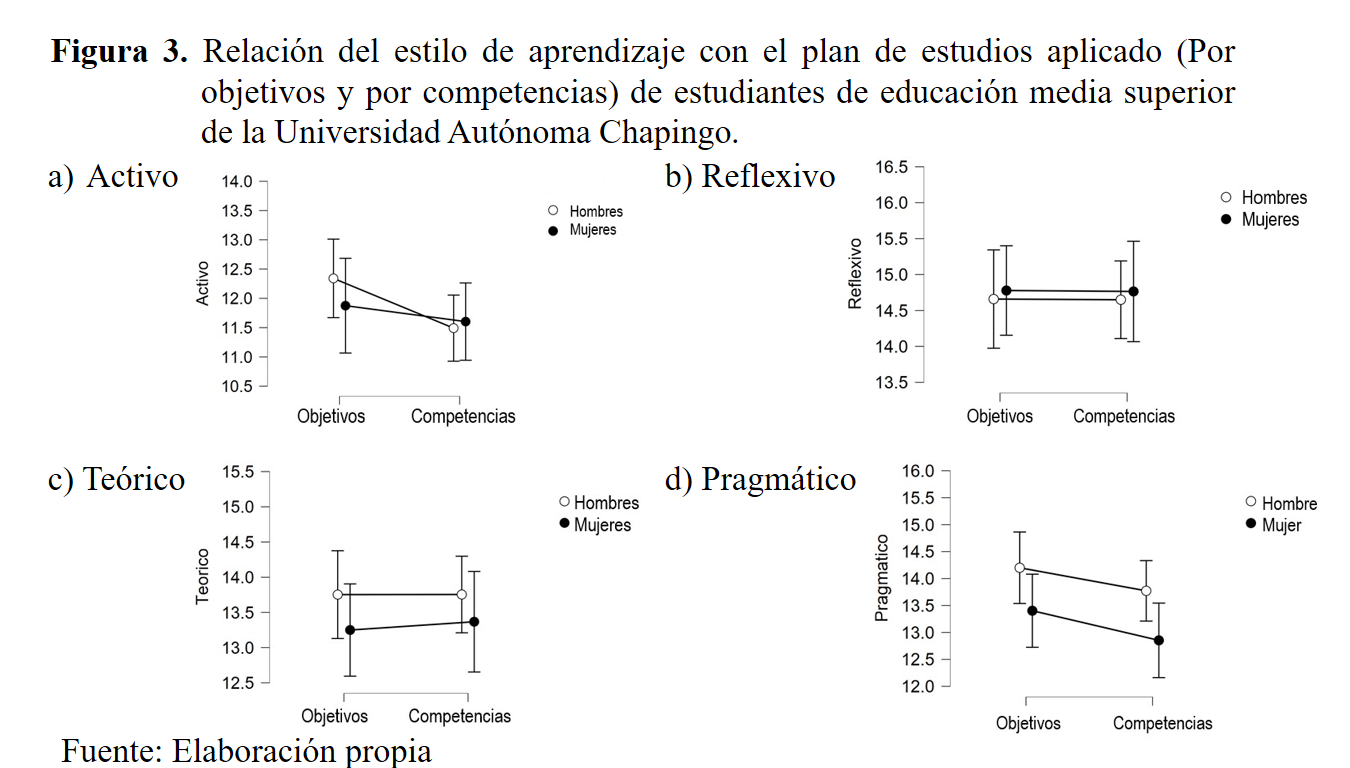 Figura 3. Relación del estilo de aprendizaje con el plan de estudios aplicado (Por
objetivos y por competencias) de estudiantes de educación media superior
de la Universidad Autónoma Chapingo.
a) Activo
14.0
13.5
13.0
12.5
12.0
11.5
11.0
10.5
Activo
Hombres
Mujeres
Objetivos
Competencias
b) Reflexivo
16.5
16.0
15.5
15.0
14.5
14.0
13.5
Reflexivo
Hombres
Mujeres
Objetivos
Competencias
c) Teórico
15.5
15.0
14.5
14.0
13.5
13.0
12.5
Teorico
Hombres
Mujeres
Objetivos
Competencias
d) Pragmático
16.0
15.5
15.0
14.5
14.0
13.5
13.0
12.5
12.0
Pragmatico
Hombre
Mujer
Objetivos
Competencias
Fuente: Elaboración propia